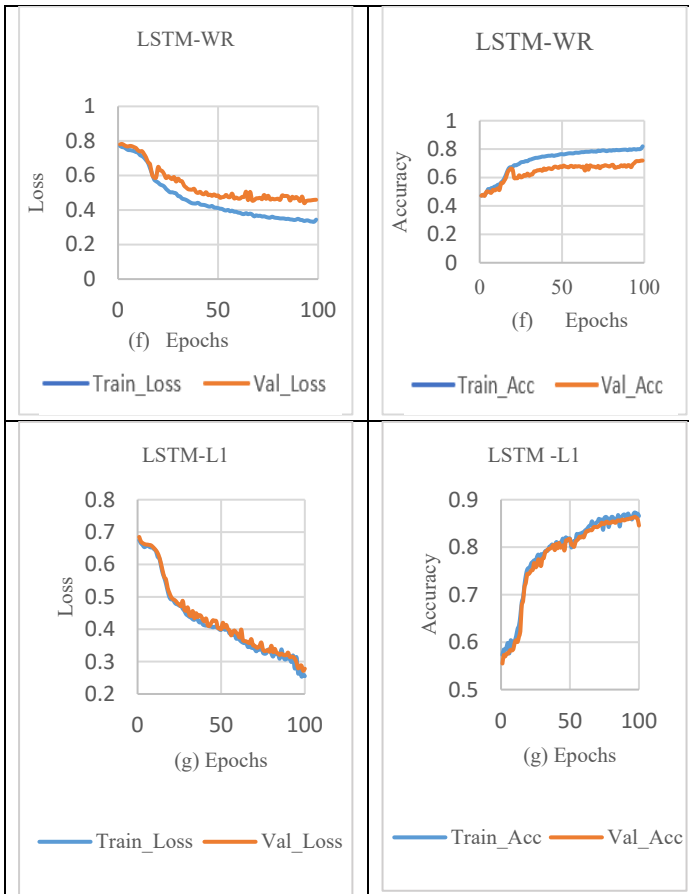 LSTM-WR
1
0.8
0.6
0.4
0.2
0
Loss
0 50 100
(f) Epochs
Train_Loss Val_Loss
LSTM-WR
1
0.8
0.6
0.4
0.2
0
Accuracy
0 50 100
(f) Epochs
Train_Acc Val_Acc
LSTM-L1
0.8
0.7
0.6
0.5
0.4
0.3
0.2
Loss
0 50 100
(g) Epochs
Train_Loss Val_Loss
LSTM -L1
0.9
0.8
0.7
0.6
0.5
Accuracy
0 50 100
(g) Epochs
Train_Acc Val_Acc